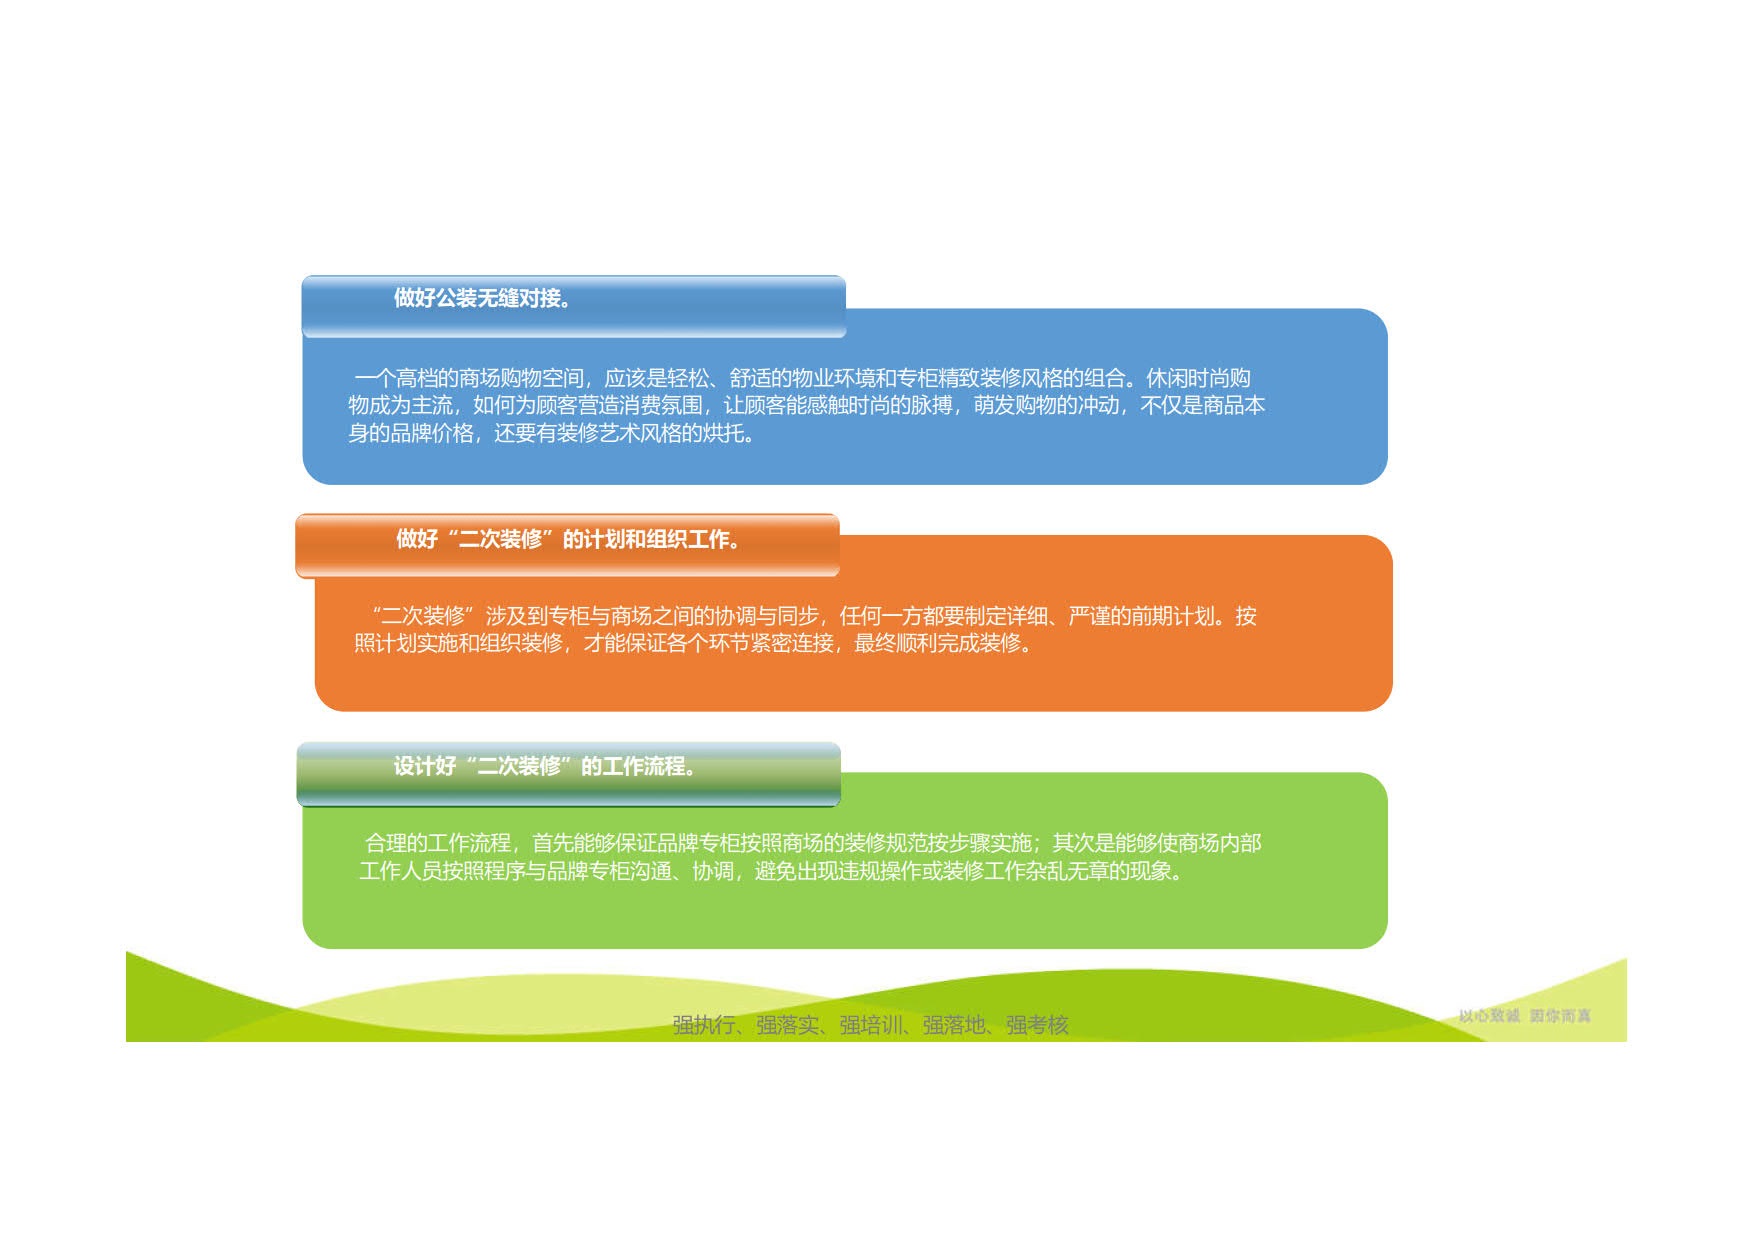 做好公装无缝对接。
一个高档的商场购物空间，应该是轻松、舒适的物业环境和专柜精致装修风格的组合。休闲时尚购
物成为主流，如何为顾客营造消费氛围，让顾客能感触时尚的脉搏，萌发购物的冲动，不仅是商品本
身的品牌价格，还要有装修艺术风格的烘托。
做好“二次装修”的计划和组织工作。
“二次装修”涉及到专柜与商场之间的协调与同步，任何一方都要制定详细、严谨的前期计划。按
照计划实施和组织装修，才能保证各个环节紧密连接，最终顺利完成装修。
设计好“二次装修”的工作流程。
合理的工作流程，首先能够保证品牌专柜按照商场的装修规范按步骤实施；其次是能够使商场内部
工作人员按照程序与品牌专柜沟通、协调，避免出现违规操作或装修工作杂乱无章的现象。
强执行、强落实、强培训、强落地、强考核
以心致诚 因你而真